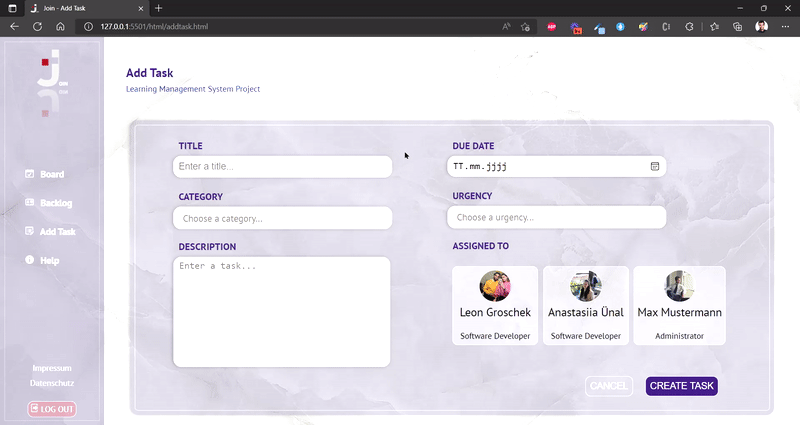 Join - Add Task
127.0.0.1:5501/html/addtask.html
j.
Board
Backlog
Add Task
Help
Impressum
Datenschutz
LOG OUT
Add Task
Learning Management System Project
TITLE
Enter a title...
CATEGORY
Choose a category...
DESCRIPTION
Enter a task...
DUE DATE
TT.mm.jjjj
URGENCY
Choose a urgency...
ASSIGNED TO
Leon Groschek
Software Developer
Anastasiia Ünal
Software Developer
Max Mustermann
Administrator
CANCEL
CREATE TASK